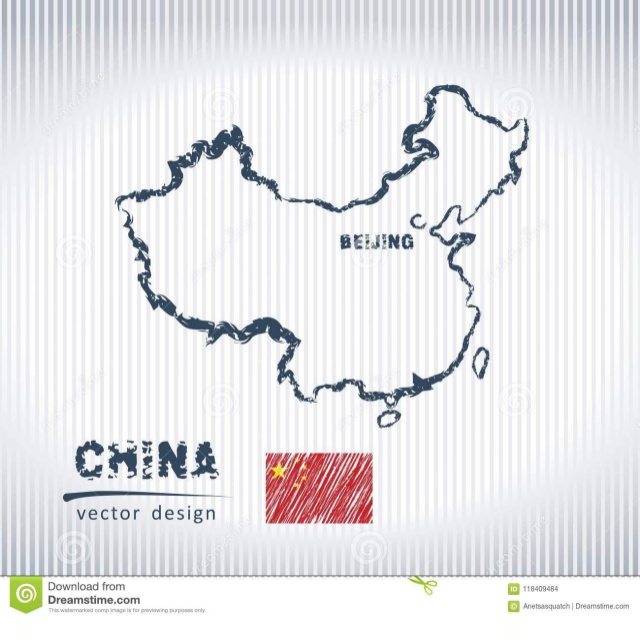 BEIJING
CHINA
vector design
Download from
Dreamstime.com
This watermarked comp image is for previewing purposes only.
118409484
Anetsasquatch | Dreamstime.com